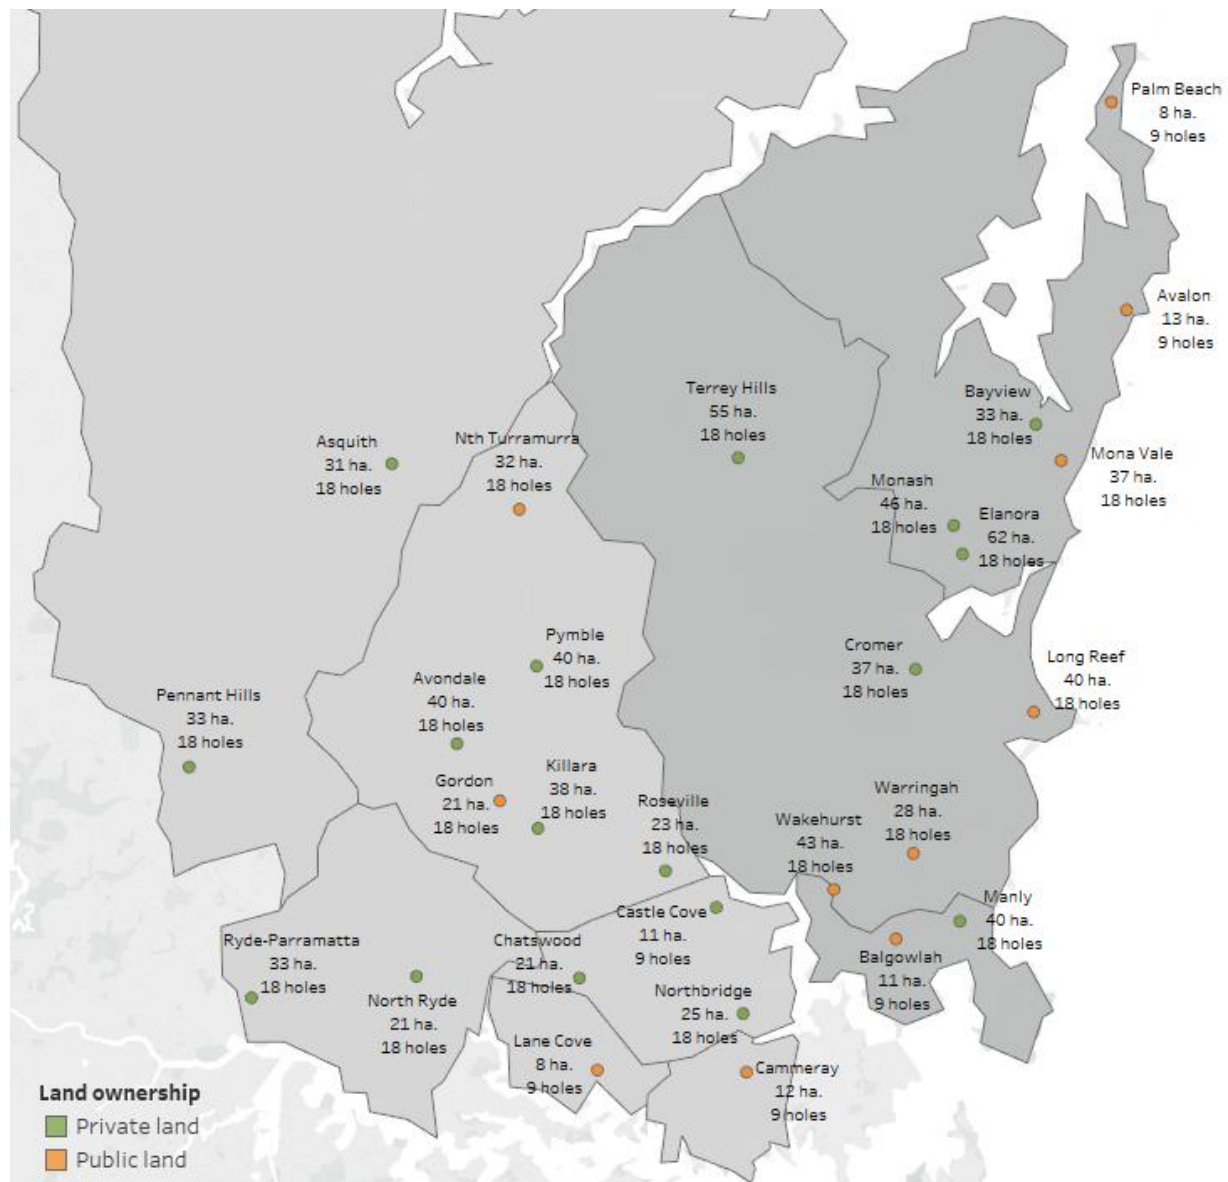 Palm Beach
8 ha.
9 holes
Avalon
13 ha.
9 holes
Terrey Hills
55 ha.
18 holes
Bayview
33 ha.
18 holes
Asquith
31 ha.
18 holes
Nth Turramurra
32 ha.
18 holes
Mona Vale
37 ha.
18 holes
Monash
46 ha.
18 holes
Elanora
62 ha.
18 holes
Pymble
40 ha.
18 holes
Cromer
37 ha.
18 holes
Long Reef
40 ha.
18 holes
Avondale
40 ha.
18 holes
Pennant Hills
33 ha.
18 holes
Killara
38 ha.
18 holes
Gordon
21 ha.
18 holes
Roseville
23 ha.
18 holes
Warringah
28 ha.
18 holes
Wakehurst
43 ha.
18 holes
Manly
40 ha.
18 holes
Castle Cove
11 ha.
9 holes
Ryde-Parramatta
33 ha.
18 holes
Chatswood
21 ha.
18 holes
Balgowlah
11 ha.
9 holes
North Ryde
21 ha.
18 holes
Northbridge
25 ha.
18 holes
Lane Cove
8 ha.
9 holes
Cammeray
12 ha.
9 holes
Land ownership
Private land
Public land